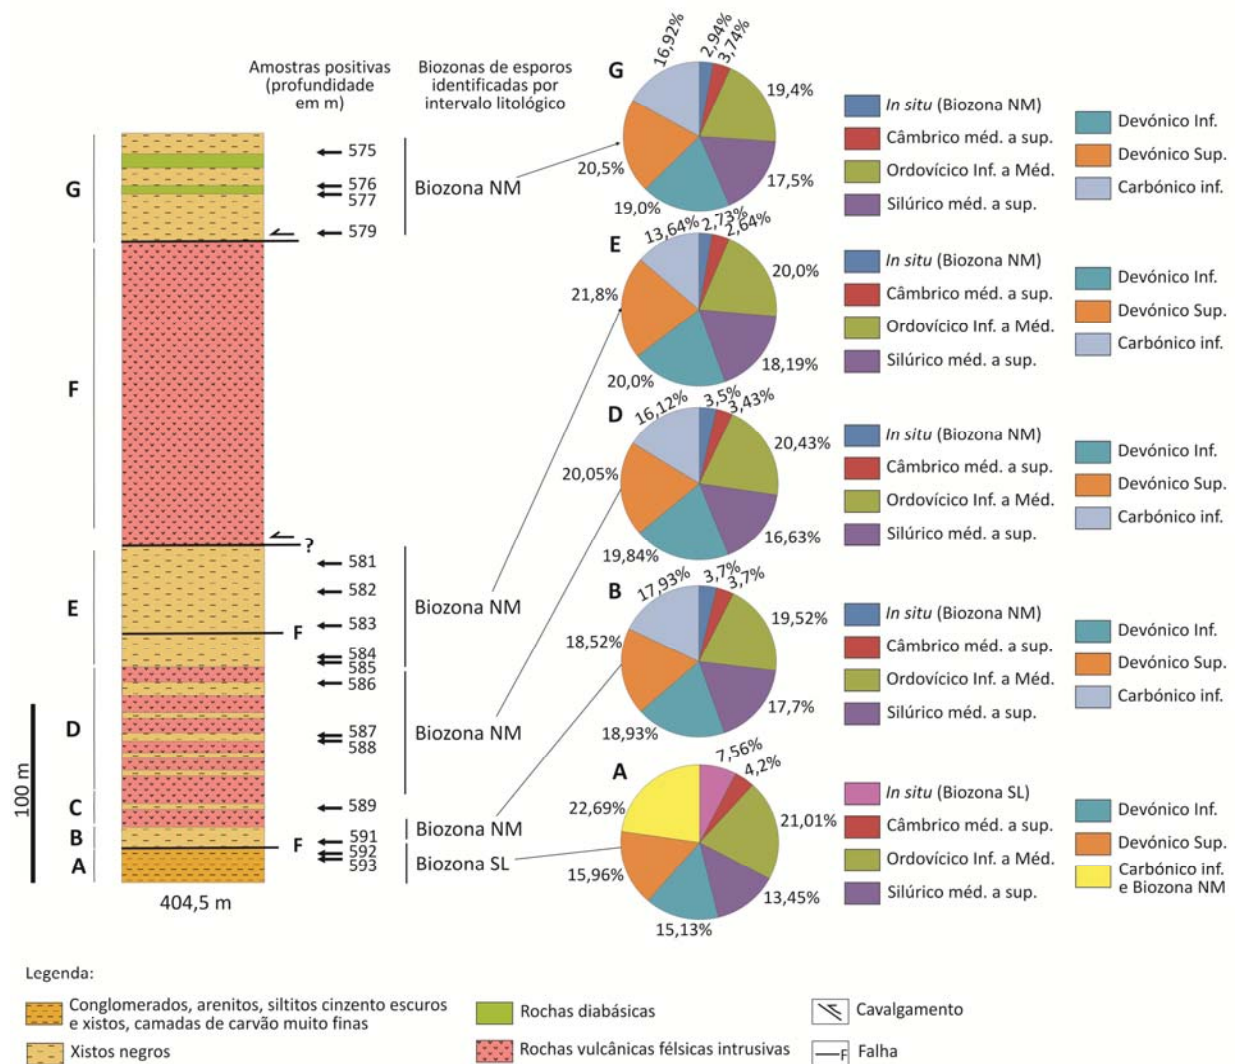 Amostras positivas
(profundidade
em m)
Biozonas de esporos
identificadas por
intervalo litológico
G
575
576
577
579
Biozona NM
F
?
E
581
582
583
F
584
585
Biozona NM
D
586
587
588
Biozona NM
C
589
B
591
Biozona NM
F
A
592
593
Biozona SL
100 m
404,5 m
G
16,92%
2,94%
3,74%
19,4%
17,5%
19,0%
20,5%
In situ (Biozona NM)
Câmbrico méd. a sup.
Ordovícico Inf. a Méd.
Silúrico méd. a sup.
Devónico Inf.
Devónico Sup.
Carbónico inf.
E
13,64%
2,73%
2,64%
20,0%
18,19%
20,0%
21,8%
In situ (Biozona NM)
Câmbrico méd. a sup.
Ordovícico Inf. a Méd.
Silúrico méd. a sup.
Devónico Inf.
Devónico Sup.
Carbónico inf.
D
16,12%
3,5%
3,43%
20,43%
16,63%
19,84%
20,05%
In situ (Biozona NM)
Câmbrico méd. a sup.
Ordovícico Inf. a Méd.
Silúrico méd. a sup.
Devónico Inf.
Devónico Sup.
Carbónico inf.
B
17,93%
3,7%
3,7%
19,52%
17,7%
18,93%
18,52%
In situ (Biozona NM)
Câmbrico méd. a sup.
Ordovícico Inf. a Méd.
Silúrico méd. a sup.
Devónico Inf.
Devónico Sup.
Carbónico inf.
A
7,56%
4,2%
21,01%
13,45%
15,13%
15,96%
22,69%
In situ (Biozona SL)
Câmbrico méd. a sup.
Ordovícico Inf. a Méd.
Silúrico méd. a sup.
Devónico Inf.
Devónico Sup.
Carbónico inf.
e Biozona NM
Legenda:
Conglomerados, arenitos, siltitos cinzento escuros
e xistos, camadas de carvão muito finas
Xistos negros
Rochas diabásicas
Rochas vulcânicas félsicas intrusivas
Cavalgamento
F
Falha